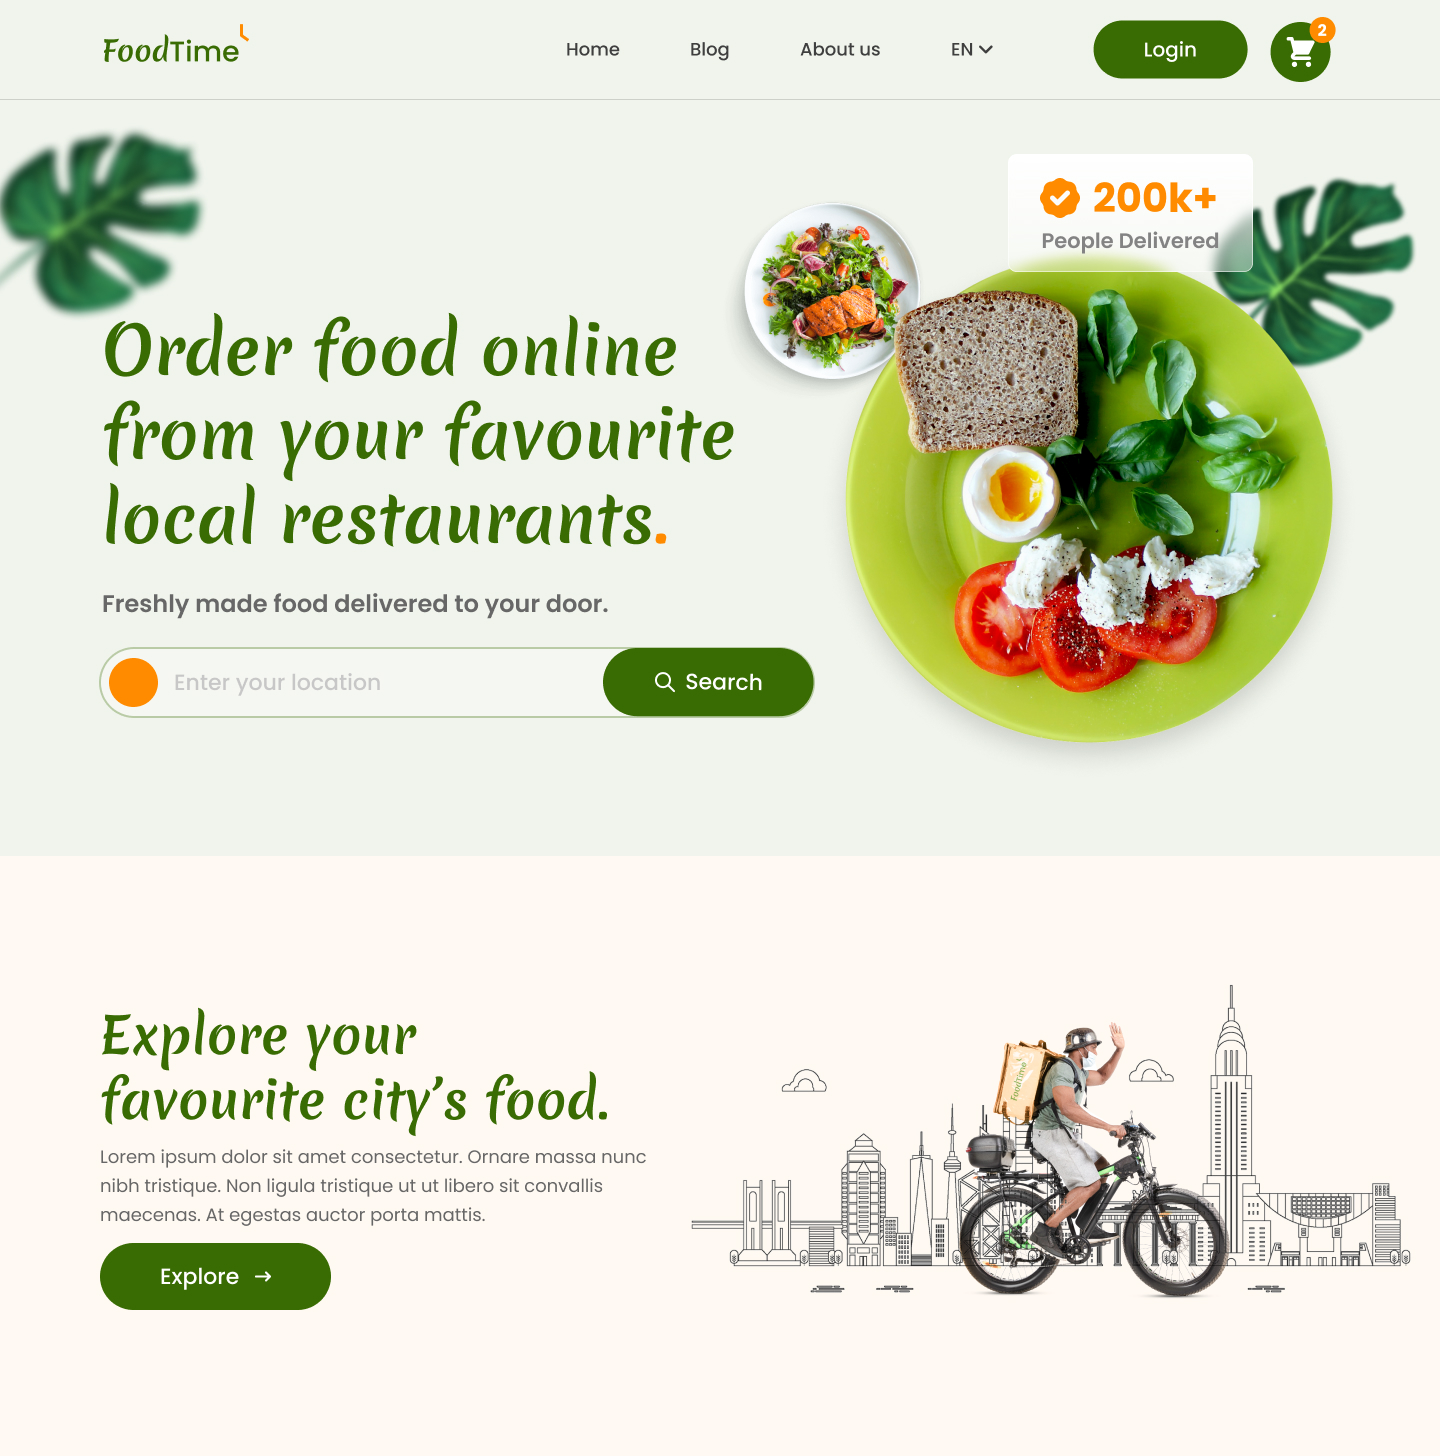 FoodTime
Home
Blog
About us
EN
Login
2
200k+
People Delivered
Order food online
from your favourite
local restaurants.
Freshly made food delivered to your door.
Enter your location
Search
Explore your
favourite city’s food.
Lorem ipsum dolor sit amet consectetur. Ornare massa nunc
nibh tristique. Non ligula tristique ut ut libero sit convallis
maecenas. At egestas auctor porta mattis.
Explore
FoodTime